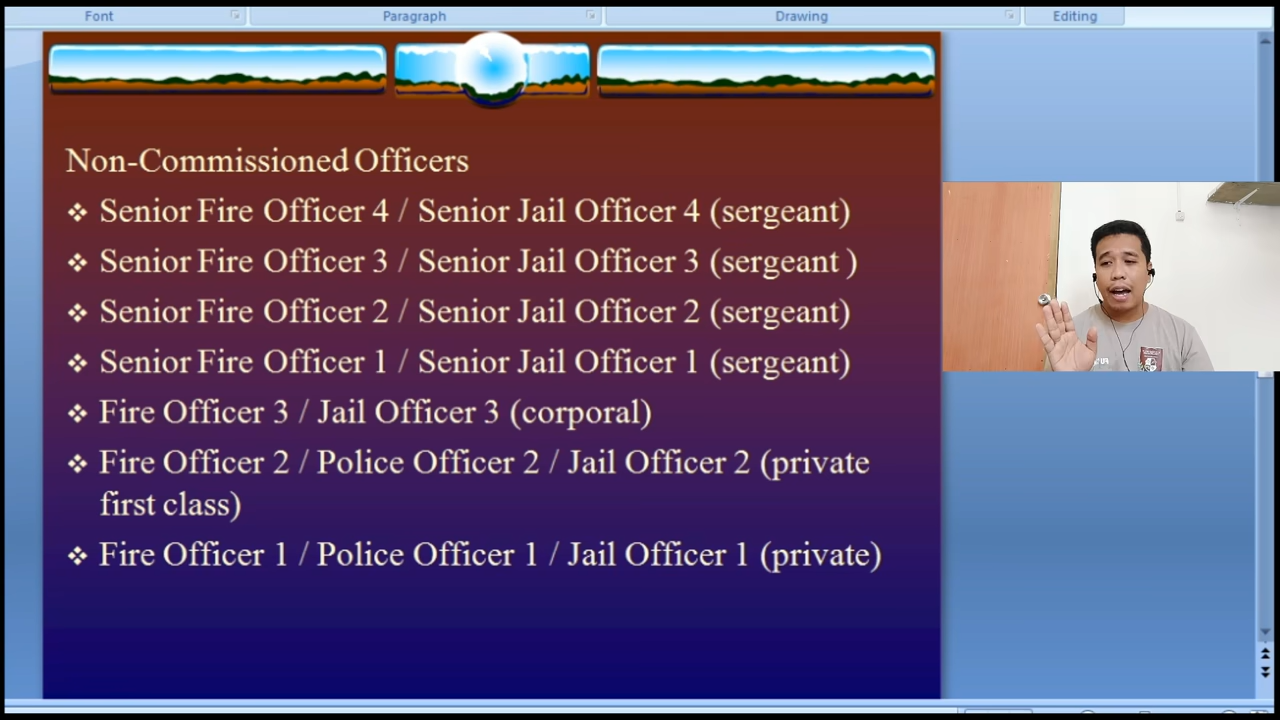 Font
Paragraph
Drawing
Editing
Non-Commissioned Officers
Senior Fire Officer 4 / Senior Jail Officer 4 (sergeant)
Senior Fire Officer 3 / Senior Jail Officer 3 (sergeant )
Senior Fire Officer 2 / Senior Jail Officer 2 (sergeant)
Senior Fire Officer 1 / Senior Jail Officer 1 (sergeant)
Fire Officer 3 / Jail Officer 3 (corporal)
Fire Officer 2 / Police Officer 2 / Jail Officer 2 (private
first class)
Fire Officer 1 / Police Officer 1 / Jail Officer 1 (private)